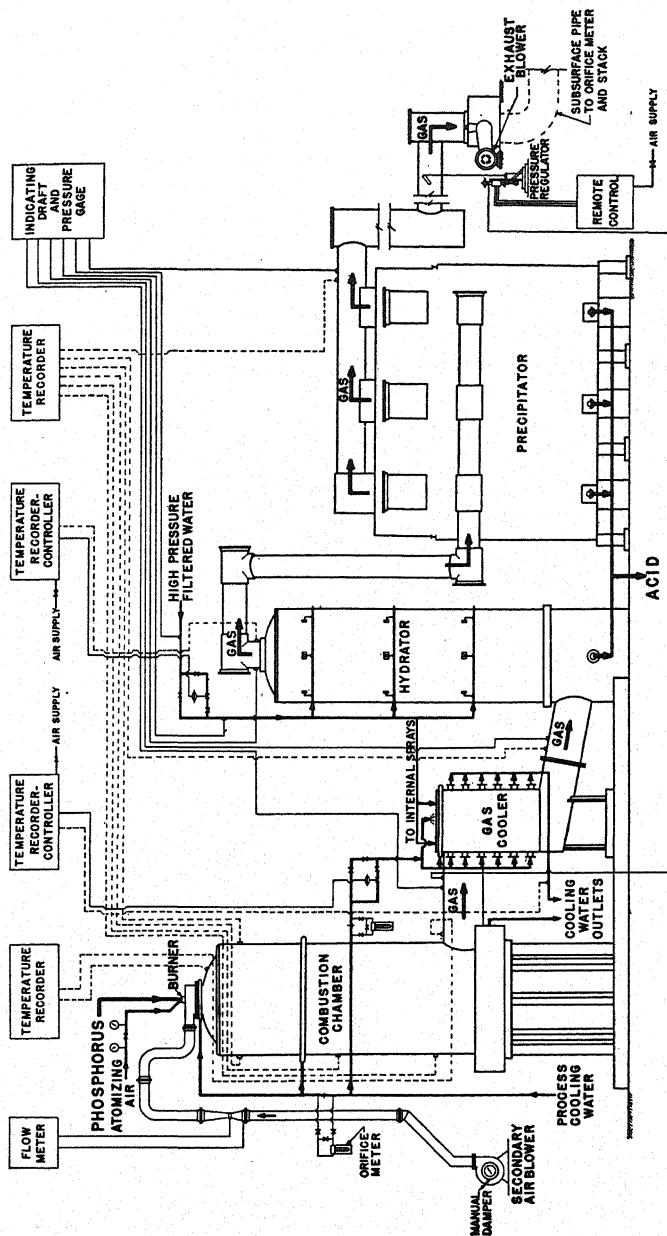 FLOW
METER
TEMPERATURE
RECORDER
TEMPERATURE
RECORDER-
CONTROLLER
AIR SUPPLY
TEMPERATURE
RECORDER-
CONTROLLER
AIR SUPPLY
TEMPERATURE
RECORDER
INDICATING
DRAFT
AND
PRESSURE
GAGE
PHOSPHORUS
ATOMIZING
AIR
BURNER
HIGH PRESSURE
FILTERED WATER
GAS
GAS
GAS
EXHAUST
BLOWER
PRESSURE
REGULATOR
SUBSURFACE PIPE
TO ORIFICE METER
AND STACK
REMOTE
CONTROL
AIR SUPPLY
COMBUSTION
CHAMBER
TO INTERNAL SPRAYS
HYDRATOR
PRECIPITATOR
GAS
GAS
COOLER
GAS
ORIFICE
METER
MANUAL
DAMPER
SECONDARY
AIR BLOWER
PROCESS
COOLING
WATER
COOLING
WATER
OUTLETS
ACID